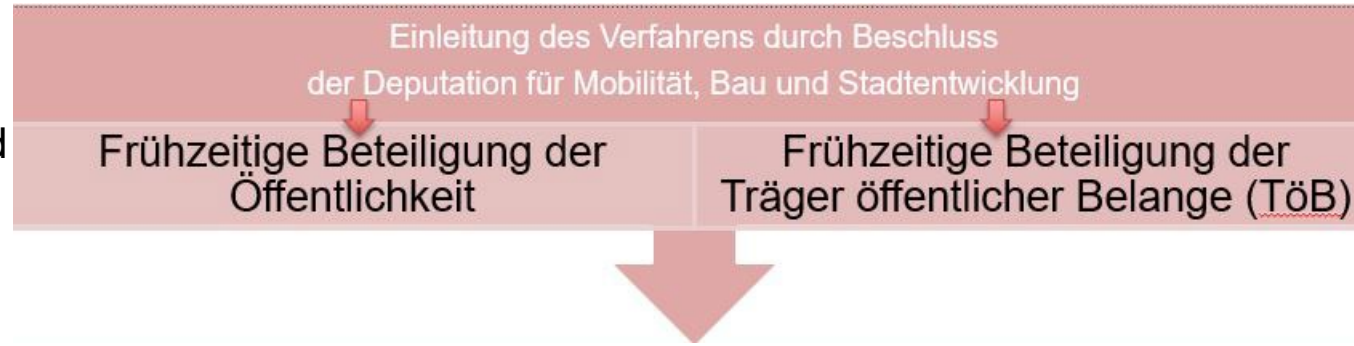 Einleitung des Verfahrens durch Beschluss
der Deputation für Mobilität, Bau und Stadtentwicklung
d
Frühzeitige Beteiligung der
Öffentlichkeit
Frühzeitige Beteiligung der
Träger öffentlicher Belange (TöB)